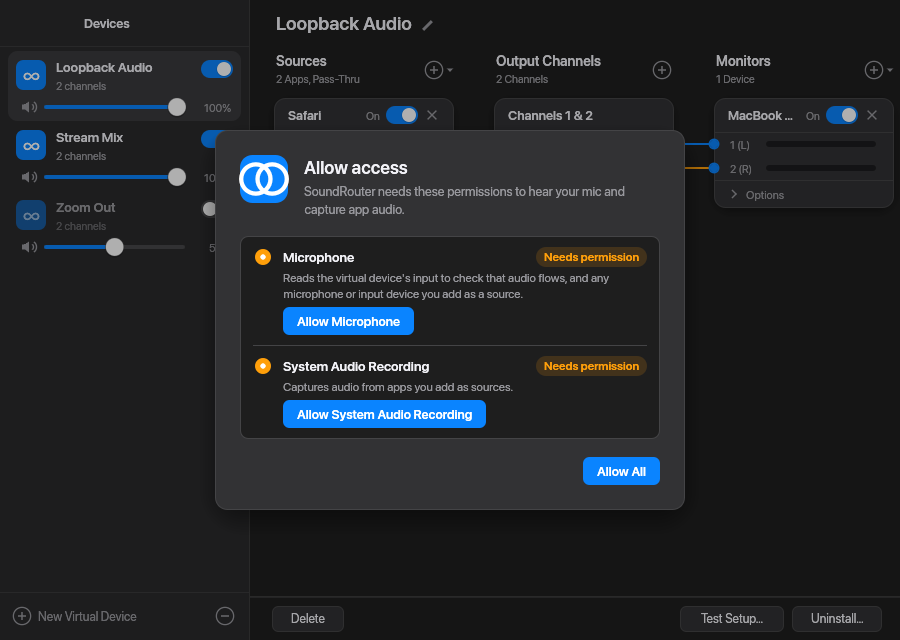 Devices
Loopback Audio
2 channels
100%
Stream Mix
2 channels
Zoom Out
2 channels
New Virtual Device
Loopback Audio
Sources
2 Apps, Pass-Thru
Output Channels
2 Channels
Monitors
1 Device
Safari
On
Channels 1 & 2
MacBook ...
On
1 (L)
2 (R)
Options
Allow access
SoundRouter needs these permissions to hear your mic and
capture app audio.
Microphone
Needs permission
Reads the virtual device's input to check that audio flows, and any
microphone or input device you add as a source.
Allow Microphone
System Audio Recording
Needs permission
Captures audio from apps you add as sources.
Allow System Audio Recording
Allow All
Delete
Test Setup...
Uninstall...